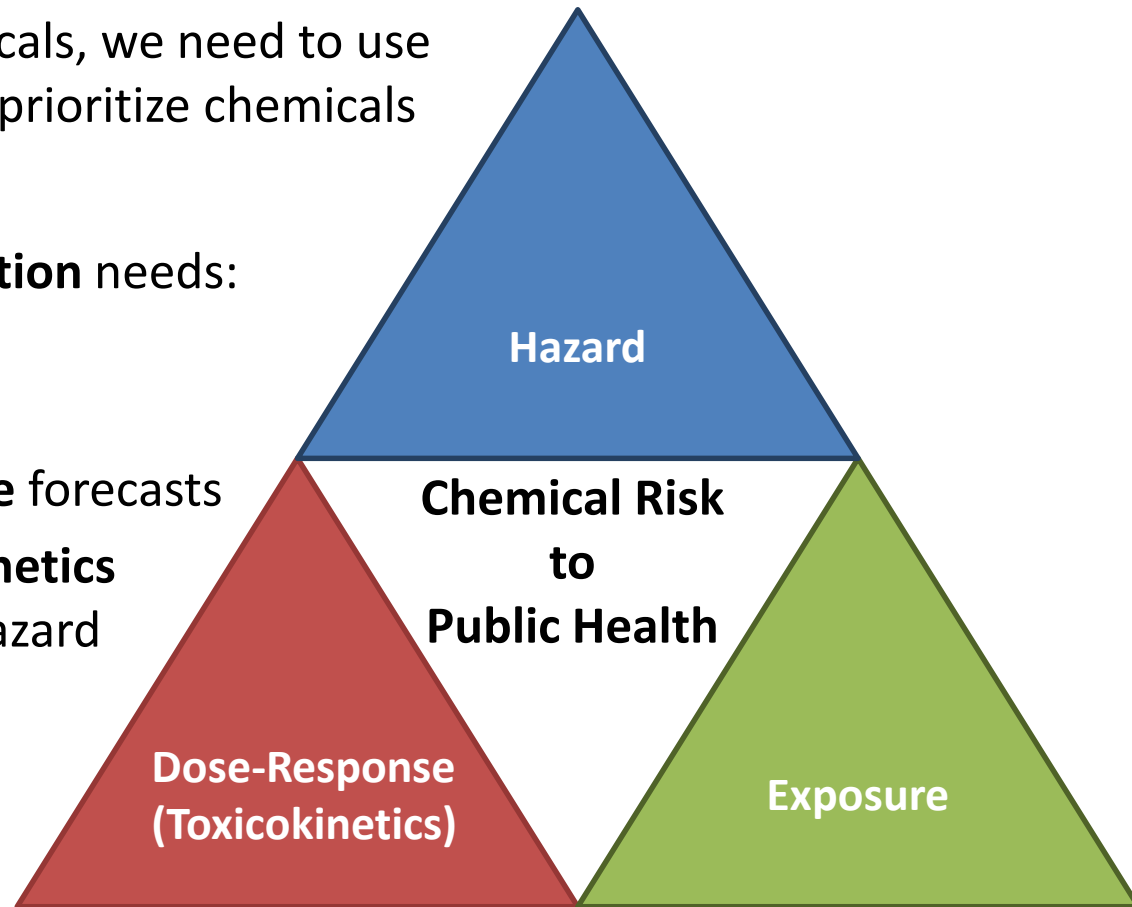 cals, we need to use
prioritize chemicals
tion needs:
Hazard
e forecasts
netics
azard
Chemical Risk
to
Public Health
Dose-Response
(Toxicokinetics)
Exposure